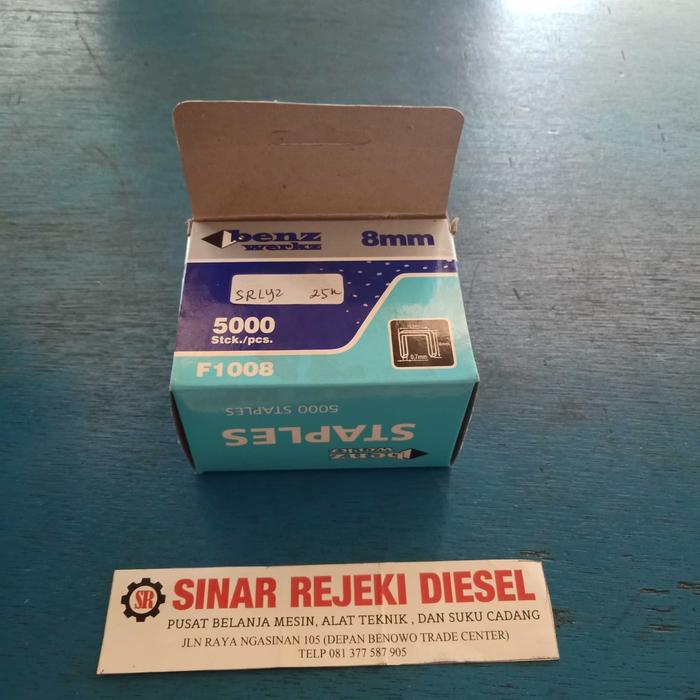 benz 8mm
werkz
SRLYZ 25k
5000
Stck./pcs.
0,7mm
F1008
5000 STAPLES
STAPLES
benz
werkz
SR SINAR REJEKI DIESEL
PUSAT BELANJA MESIN, ALAT TEKNIK , DAN SUKU CADANG
JLN RAYA NGASINAN 105 (DEPAN BENOWO TRADE CENTER)
TELP 081 377 587 905